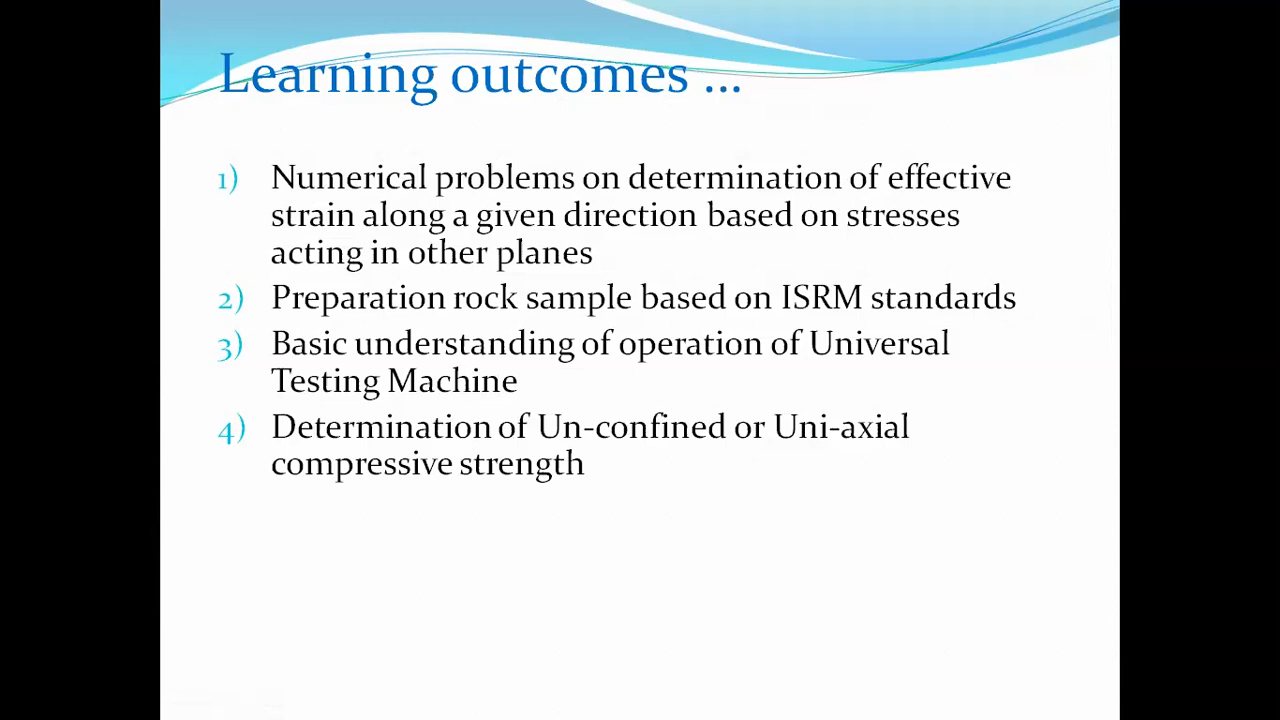 Learning outcomes ...
1) Numerical problems on determination of effective
strain along a given direction based on stresses
acting in other planes
2) Preparation rock sample based on ISRM standards
3) Basic understanding of operation of Universal
Testing Machine
4) Determination of Un-confined or Uni-axial
compressive strength